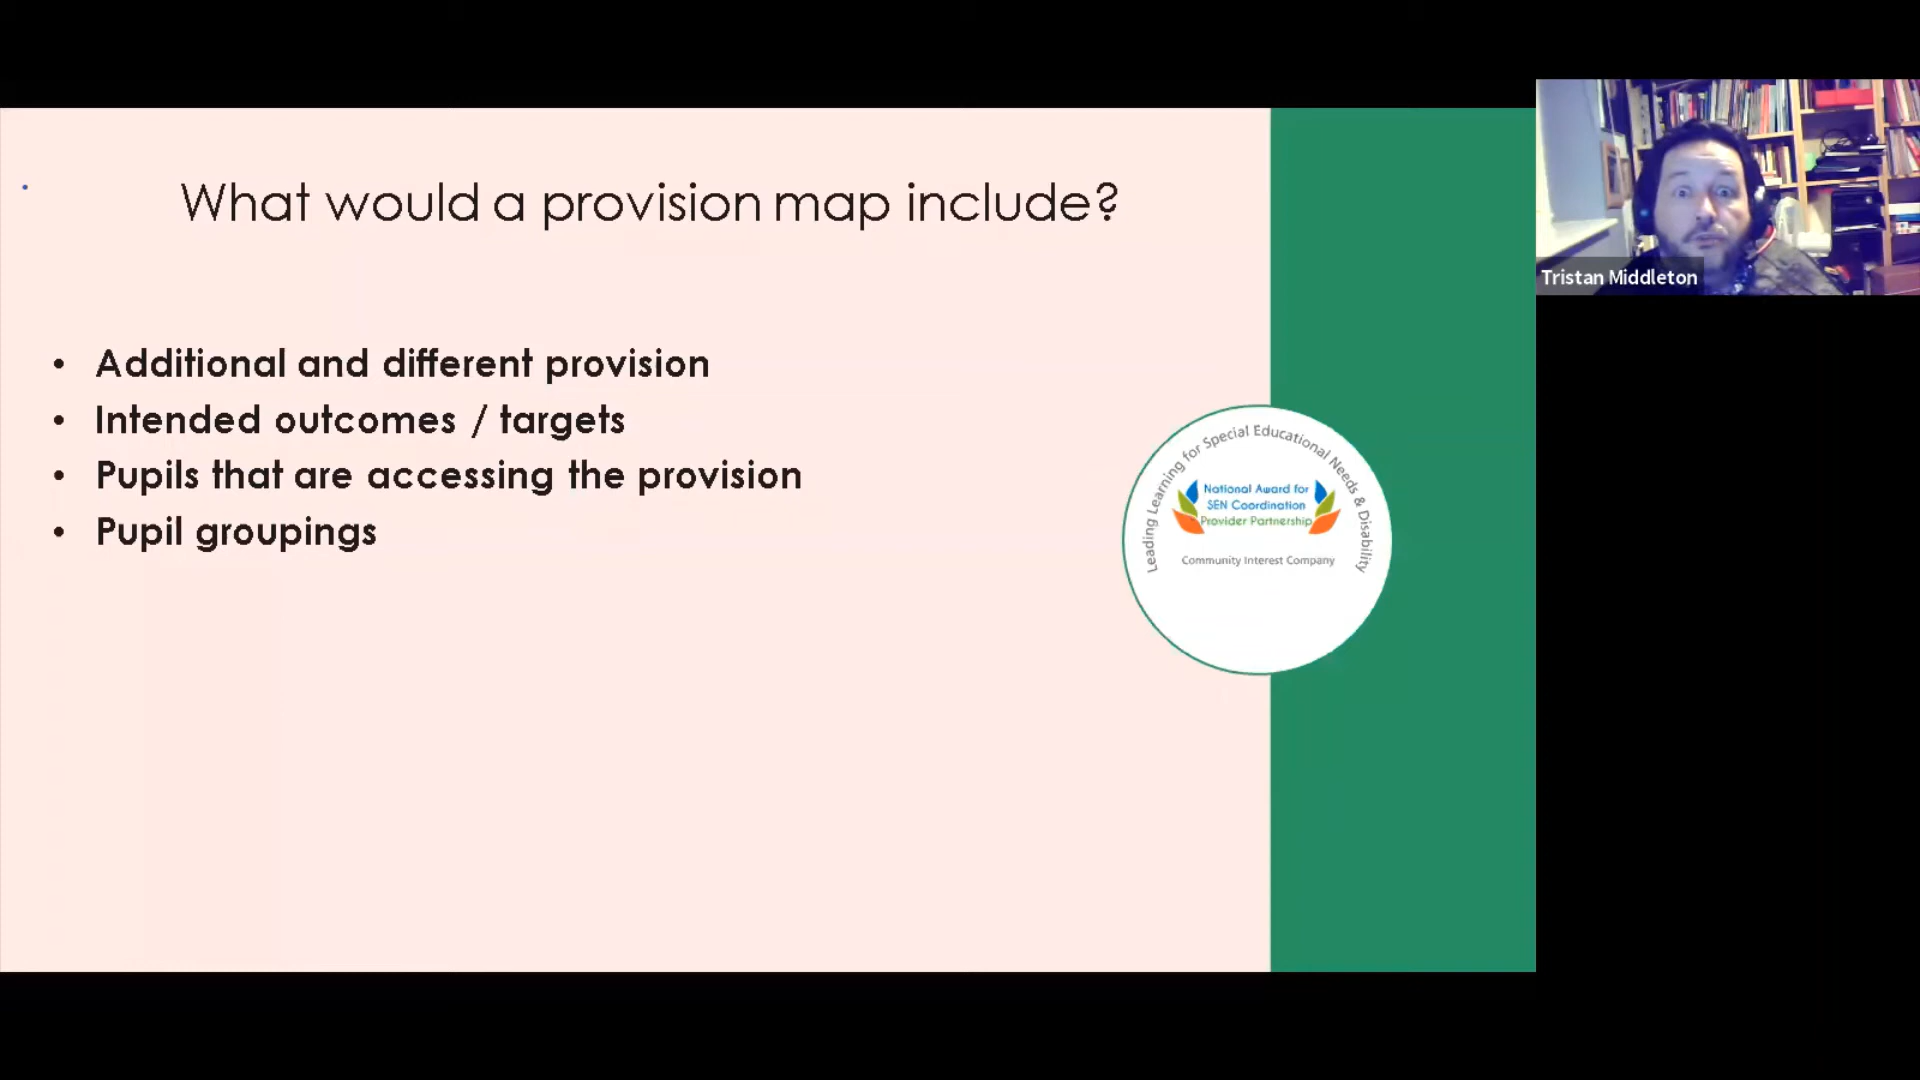 What would a provision map include?
• Additional and different provision
• Intended outcomes / targets
• Pupils that are accessing the provision
• Pupil groupings
Leading Learning for Special Educational Needs & Disability
National Award for
SEN Coordination
Provider Partnership
Community Interest Company
Tristan Middleton